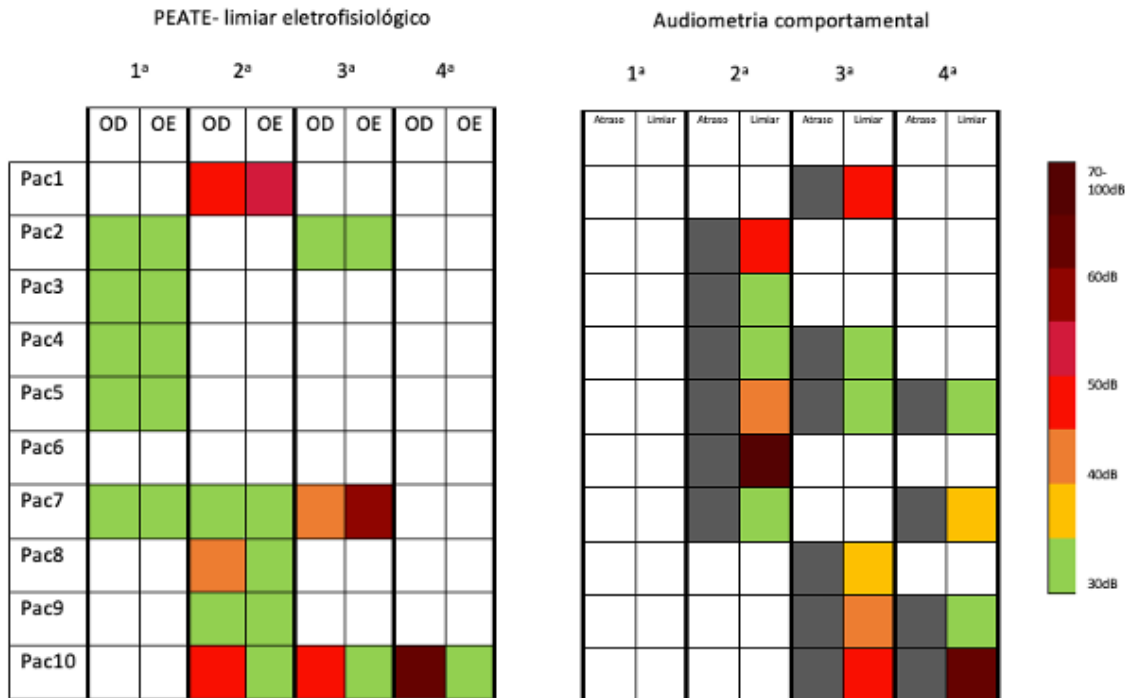 PEATE- limiar eletrofisiológico
1ª 2ª 3ª 4ª
OD OE OD OE OD OE OD OE
Pac1
Pac2
Pac3
Pac4
Pac5
Pac6
Pac7
Pac8
Pac9
Pac10
Audiometria comportamental
1ª 2ª 3ª 4ª
Atraso Limiar Atraso Limiar Atraso Limiar Atraso Limiar
70-
100dB
60dB
50dB
40dB
30dB